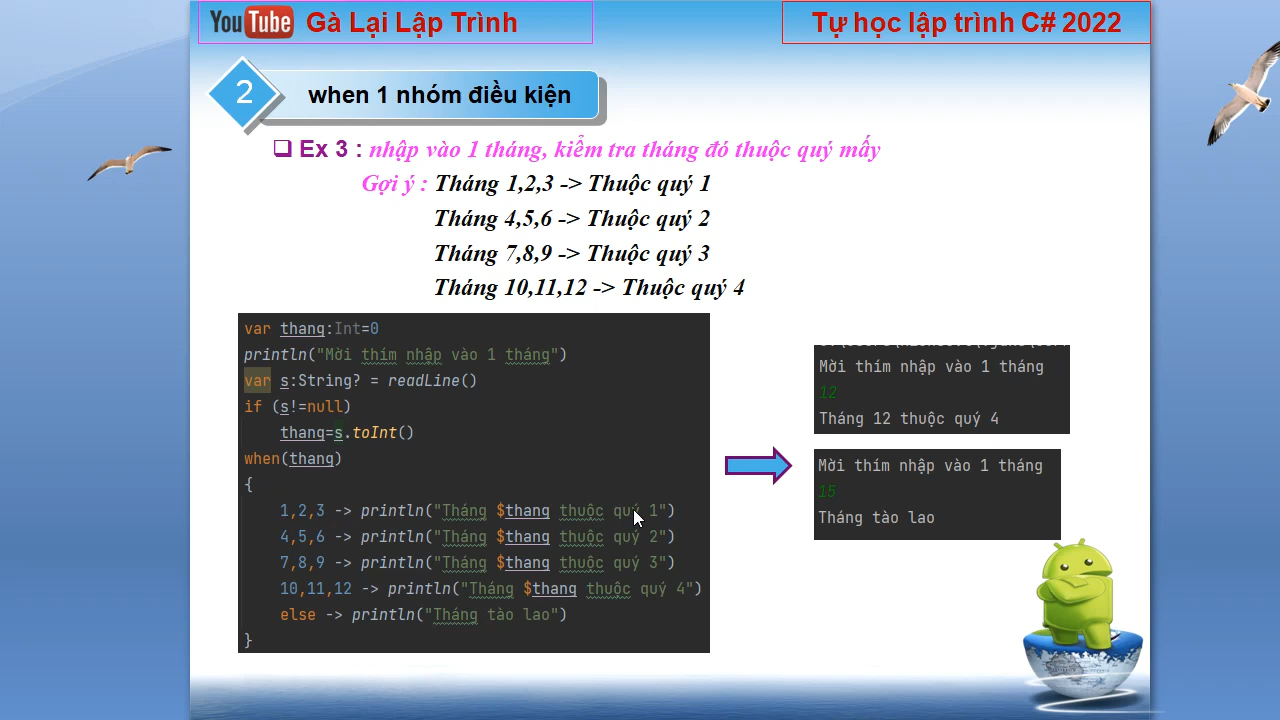 YouTube Gà Lại Lập Trình
Tự học lập trình C# 2022
2
when 1 nhóm điều kiện
Ex 3 : nhập vào 1 tháng, kiểm tra tháng đó thuộc quý mấy
Gợi ý : Tháng 1,2,3 -> Thuộc quý 1
Tháng 4,5,6 -> Thuộc quý 2
Tháng 7,8,9 -> Thuộc quý 3
Tháng 10,11,12 -> Thuộc quý 4
var thang:Int=0
println("Mời thím nhập vào 1 tháng")
var s:String? = readLine()
if (s!=null)
thang=s.toInt()
when(thang)
{
1,2,3 -> println("Tháng $thang thuộc quý 1")
4,5,6 -> println("Tháng $thang thuộc quý 2")
7,8,9 -> println("Tháng $thang thuộc quý 3")
10,11,12 -> println("Tháng $thang thuộc quý 4")
else -> println("Tháng tào lao")
}
Mời thím nhập vào 1 tháng
12
Tháng 12 thuộc quý 4
Mời thím nhập vào 1 tháng
15
Tháng tào lao